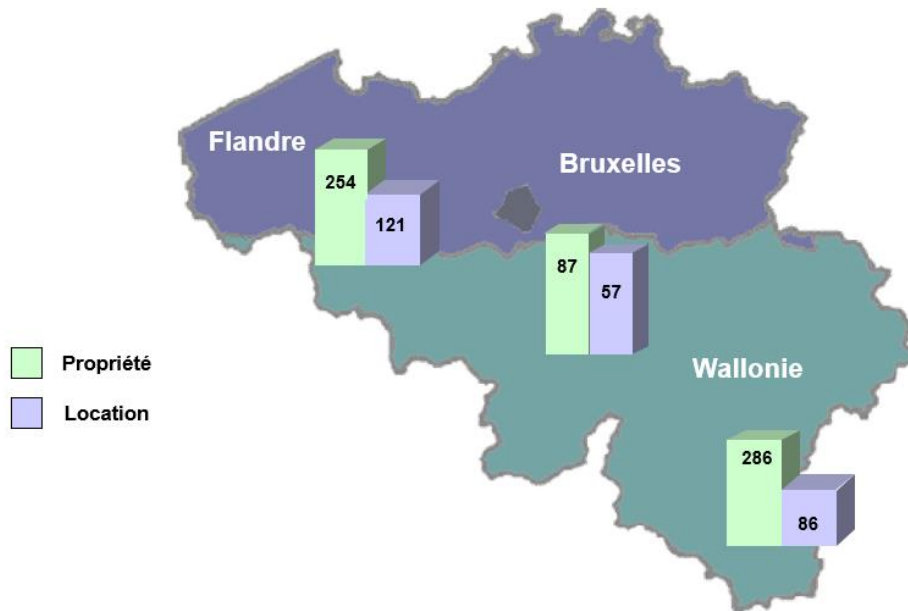 Flandre
Bruxelles
254
121
87
57
Propriété
Wallonie
Location
286
86